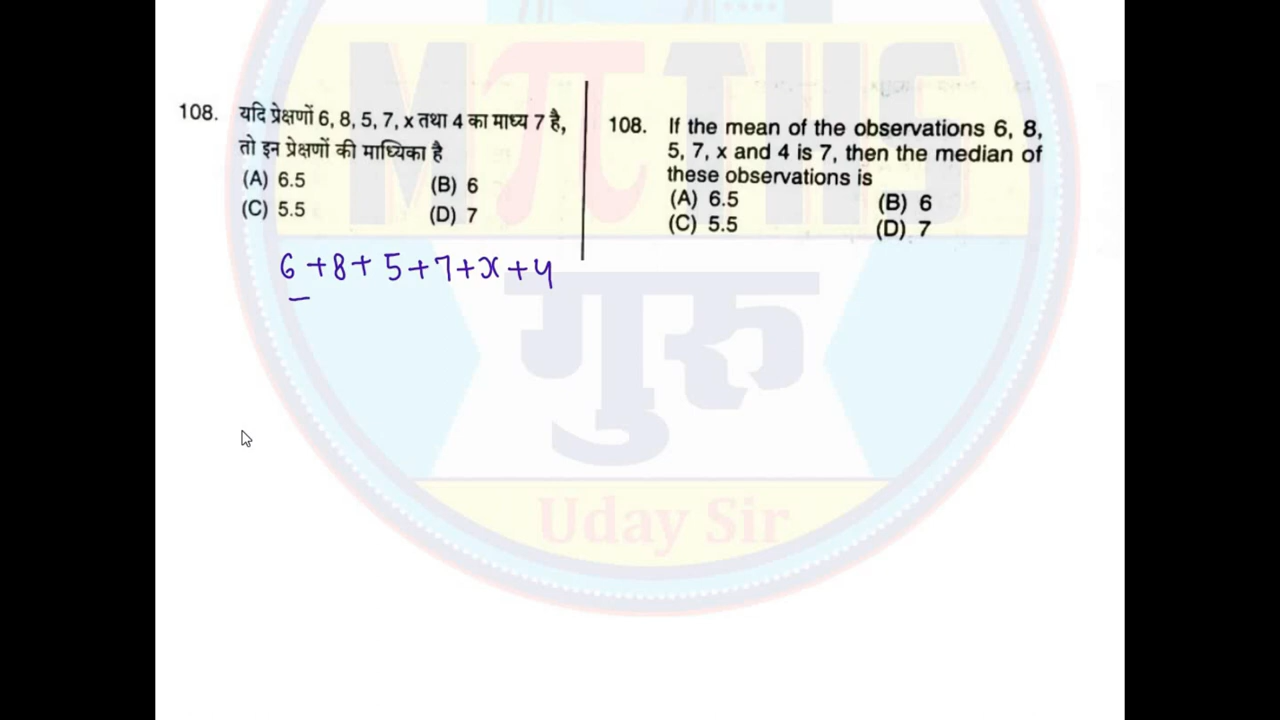 108. यदि प्रेक्षणों 6, 8, 5, 7, x तथा 4 का माध्य 7 है,
तो इन प्रेक्षणों की माध्यिका है
(A) 6.5 (B) 6
(C) 5.5 (D) 7
108. If the mean of the observations 6, 8,
5, 7, x and 4 is 7, then the median of
these observations is
(A) 6.5 (B) 6
(C) 5.5 (D) 7
6 + 8 + 5 + 7 + x + 4
MπTHS
गुरु
Uday Sir